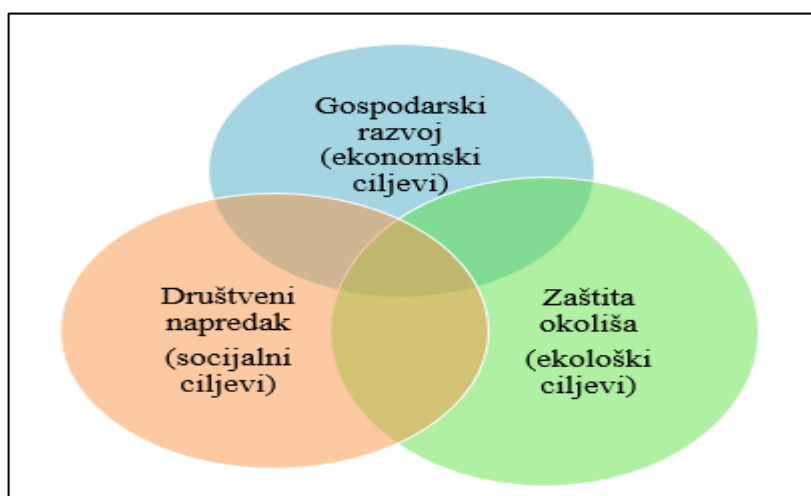 Gospodarski
razvoj
(ekonomski
ciljevi)
Društveni
napredak
(socijalni
ciljevi)
Zaštita
okoliša
(ekološki
ciljevi)